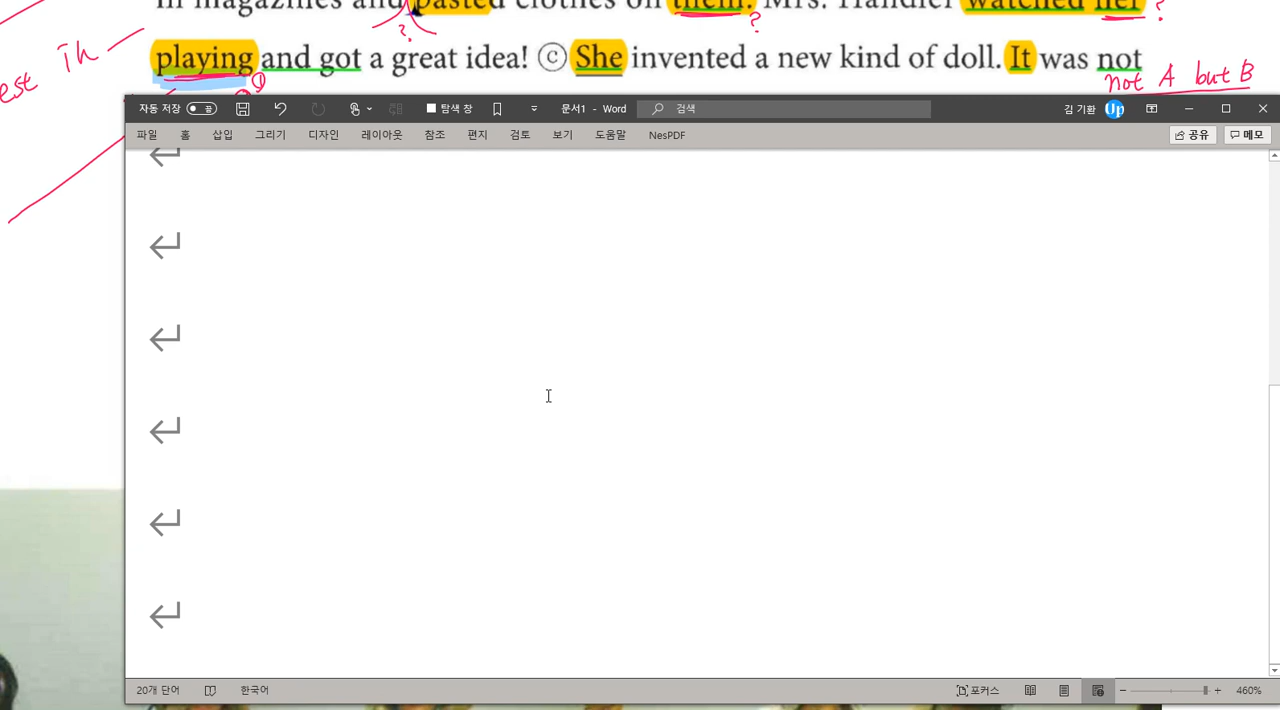 in magazines and pasted clothes on them. Mrs. Handler watched her
? ? ?
Th
est
playing and got a great idea! ⓒ She invented a new kind of doll. It was not
①
not A but B
자동 저장 끔 탐색 창 문서1 - Word 검색 김 기환 Up
파일 홈 삽입 그리기 디자인 레이아웃 참조 편지 검토 보기 도움말 NesPDF 공유 메모
20개 단어 한국어 포커스 460%